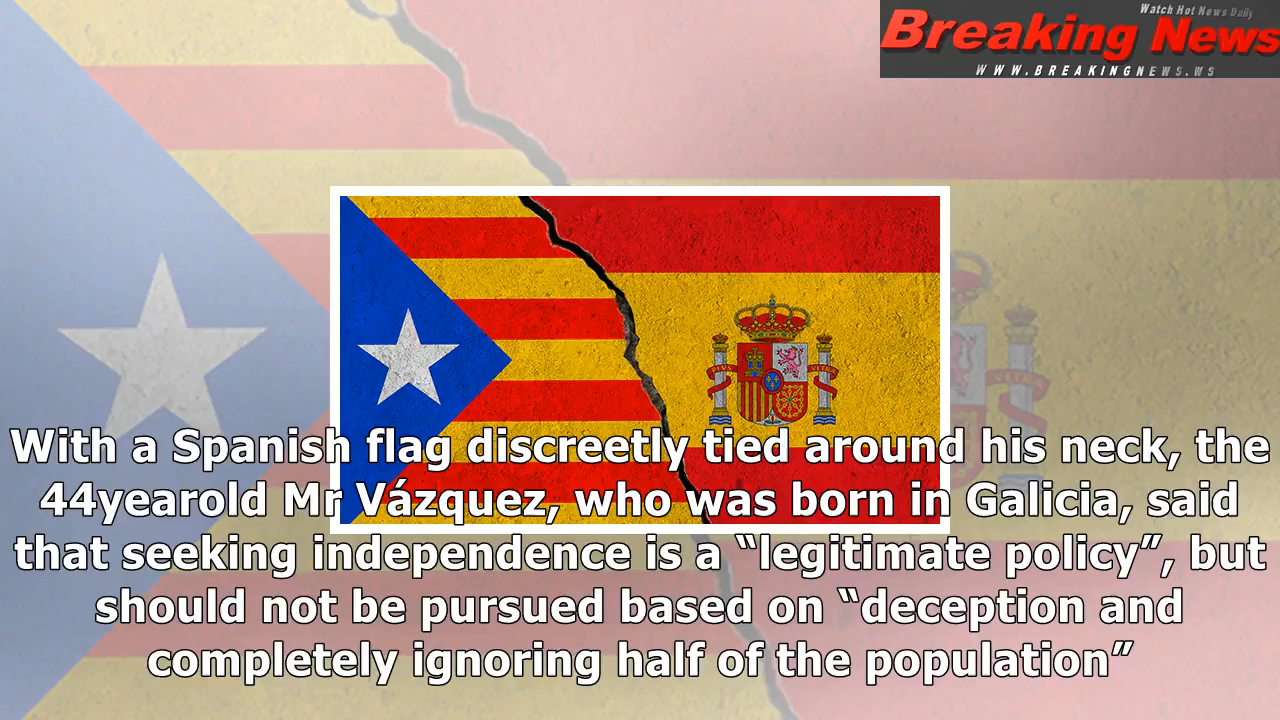 Watch Hot News Daily
Breaking News
WWW.BREAKINGNEWS.WS
PLVS VLTRA
With a Spanish flag discreetly tied around his neck, the
44yearold Mr Vázquez, who was born in Galicia, said
that seeking independence is a “legitimate policy”, but
should not be pursued based on “deception and
completely ignoring half of the population”